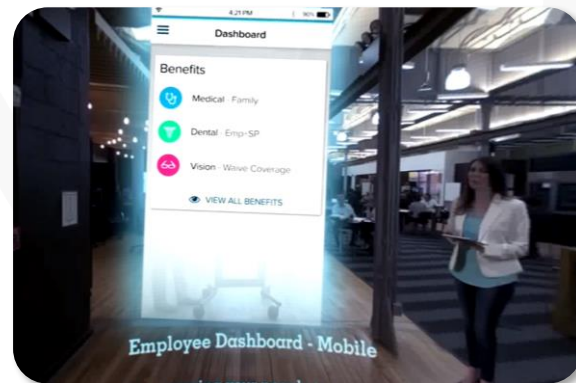 4:21 PM 90%
Dashboard
Benefits
Medical · Family
Dental · Emp+SP
Vision · Waive Coverage
VIEW ALL BENEFITS
Employee Dashboard - Mobile